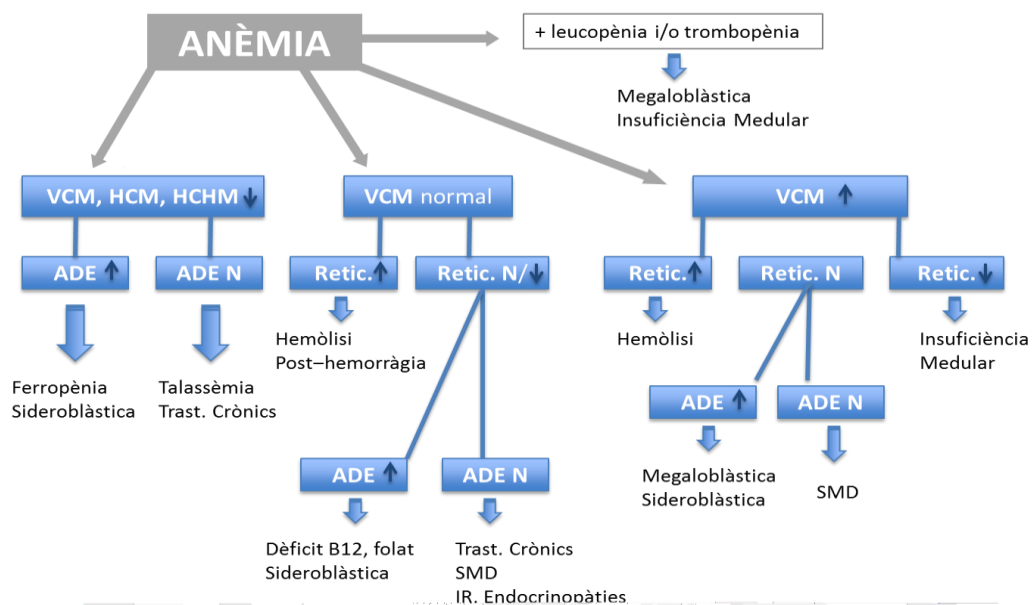 ANÈMIA
+ leucopènia i/o trombopènia
Megaloblàstica
Insuficiència Medular
VCM, HCM, HCHM ↓
VCM normal
VCM ↑
ADE ↑
ADE N
Retic. ↑
Retic. N/↓
Retic. ↑
Retic. N
Retic. ↓
Ferropènia
Sideroblàstica
Talassèmia
Trast. Crònics
Hemòlisi
Post–hemorràgia
Hemòlisi
Insuficiència
Medular
ADE ↑
ADE N
Megaloblàstica
Sideroblàstica
SMD
ADE ↑
ADE N
Dèficit B12, folat
Sideroblàstica
Trast. Crònics
SMD
IR. Endocrinopàties